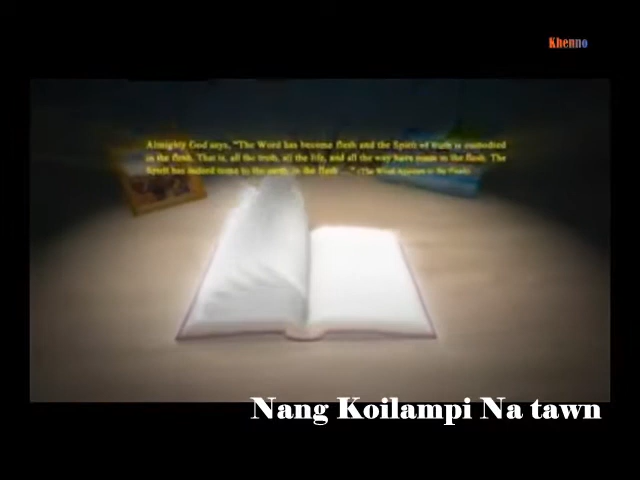 Khenno
Almighty God says, "The Word has become flesh and the Spirit of truth is embodied
in the flesh. That is, all the truth, all the life, and all the way have come in the flesh. The
Spirit has indeed come to the earth in the flesh
Nang Koilampi Na tawn